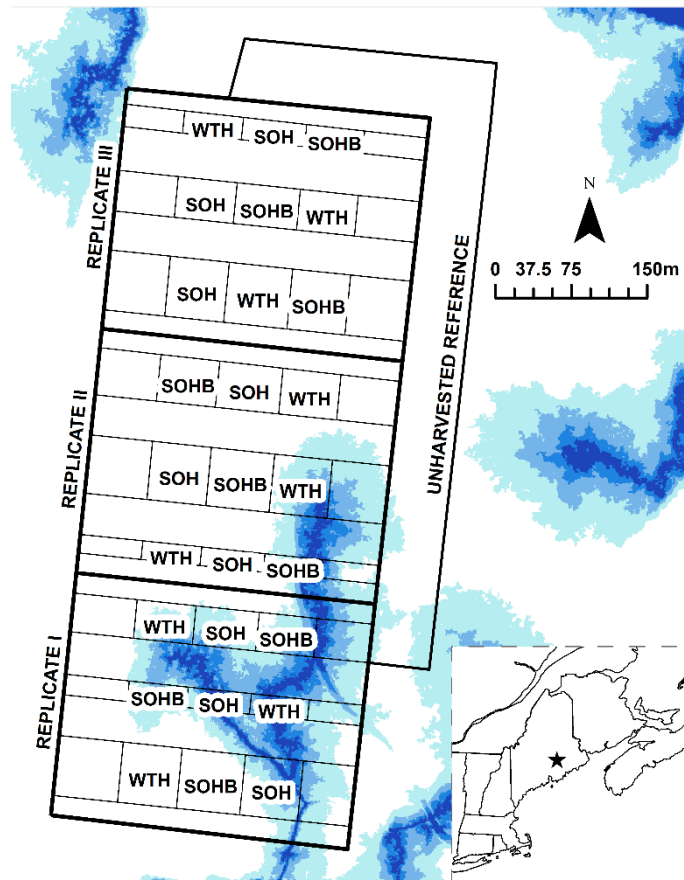 WTH SOH SOHB
SOH SOHB WTH
SOH WTH SOHB
REPLICATE III
SOHB SOH WTH
SOH SOHB WTH
WTH SOH SOHB
REPLICATE II
WTH SOH SOHB
SOHB SOH WTH
WTH SOHB SOH
REPLICATE I
UNHARVESTED REFERENCE
N
0 37.5 75 150m